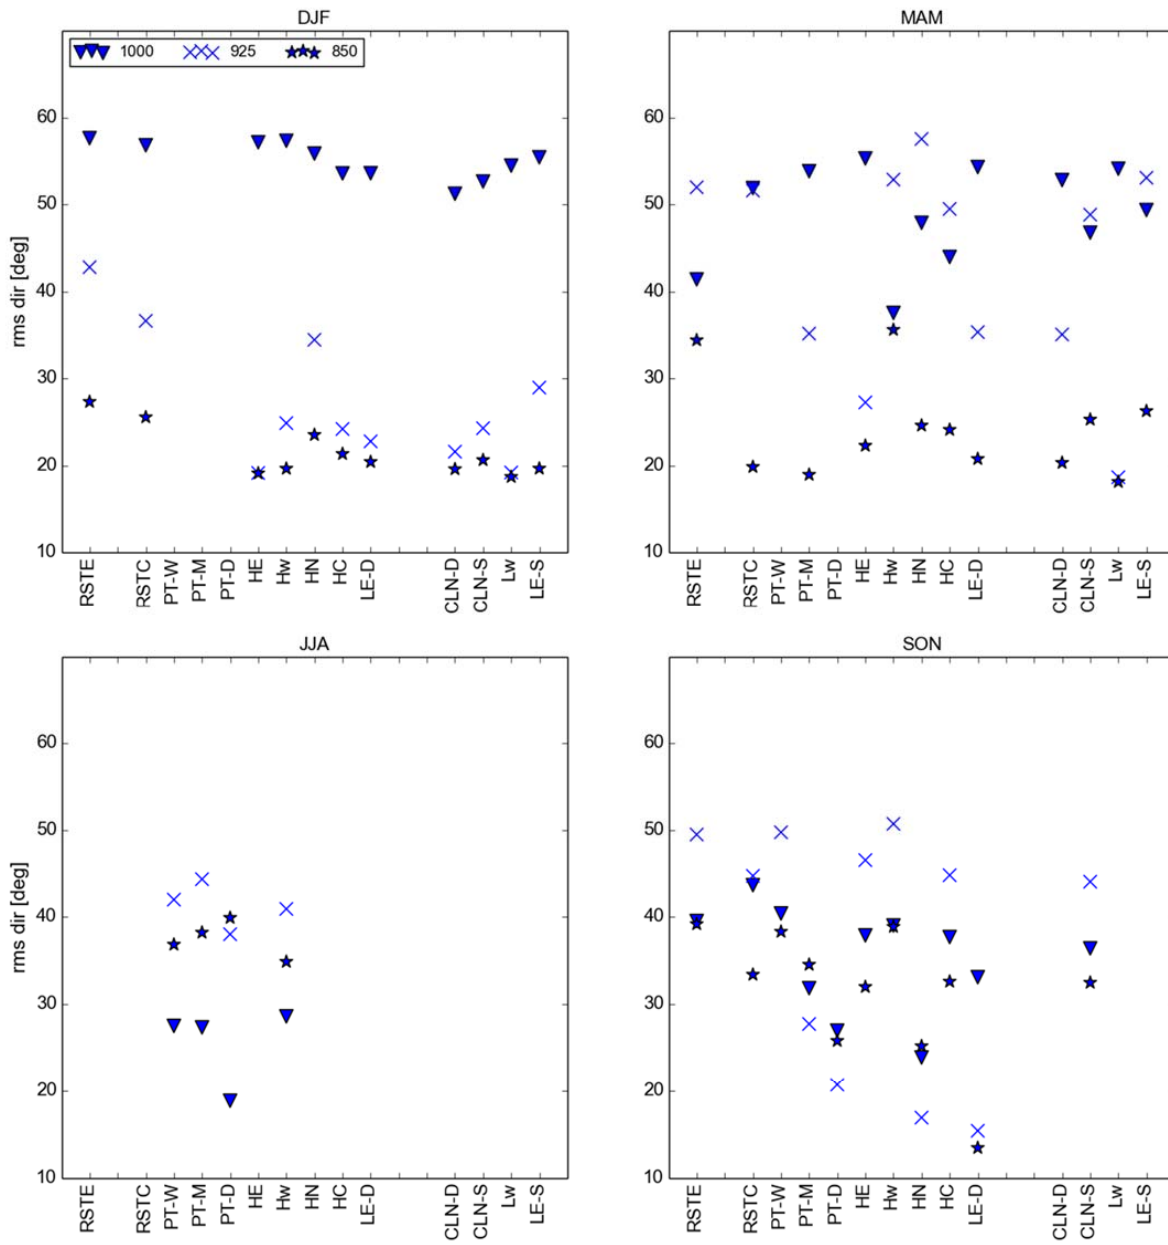 DJF
MAM
1000 925 850
rms dir [deg]
60
50
40
30
20
10
60
50
40
30
20
10
RSTE RSTC PT-W PT-M PT-D HE Hw HN HC LE-D CLN-D CLN-S Lw LE-S
RSTE RSTC PT-W PT-M PT-D HE Hw HN HC LE-D CLN-D CLN-S Lw LE-S
JJA
SON
rms dir [deg]
60
50
40
30
20
10
60
50
40
30
20
10
RSTE RSTC PT-W PT-M PT-D HE Hw HN HC LE-D CLN-D CLN-S Lw LE-S
RSTE RSTC PT-W PT-M PT-D HE Hw HN HC LE-D CLN-D CLN-S Lw LE-S